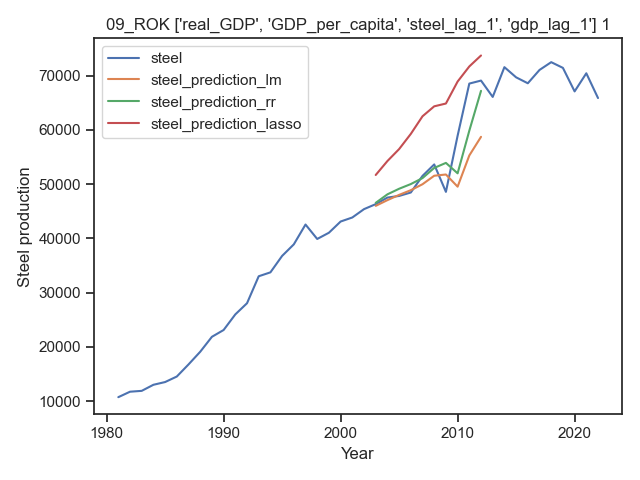 09_ROK ['real_GDP', 'GDP_per_capita', 'steel_lag_1', 'gdp_lag_1'] 1
steel
steel_prediction_lm
steel_prediction_rr
steel_prediction_lasso
Steel production
70000
60000
50000
40000
30000
20000
10000
1980
1990
2000
2010
2020
Year